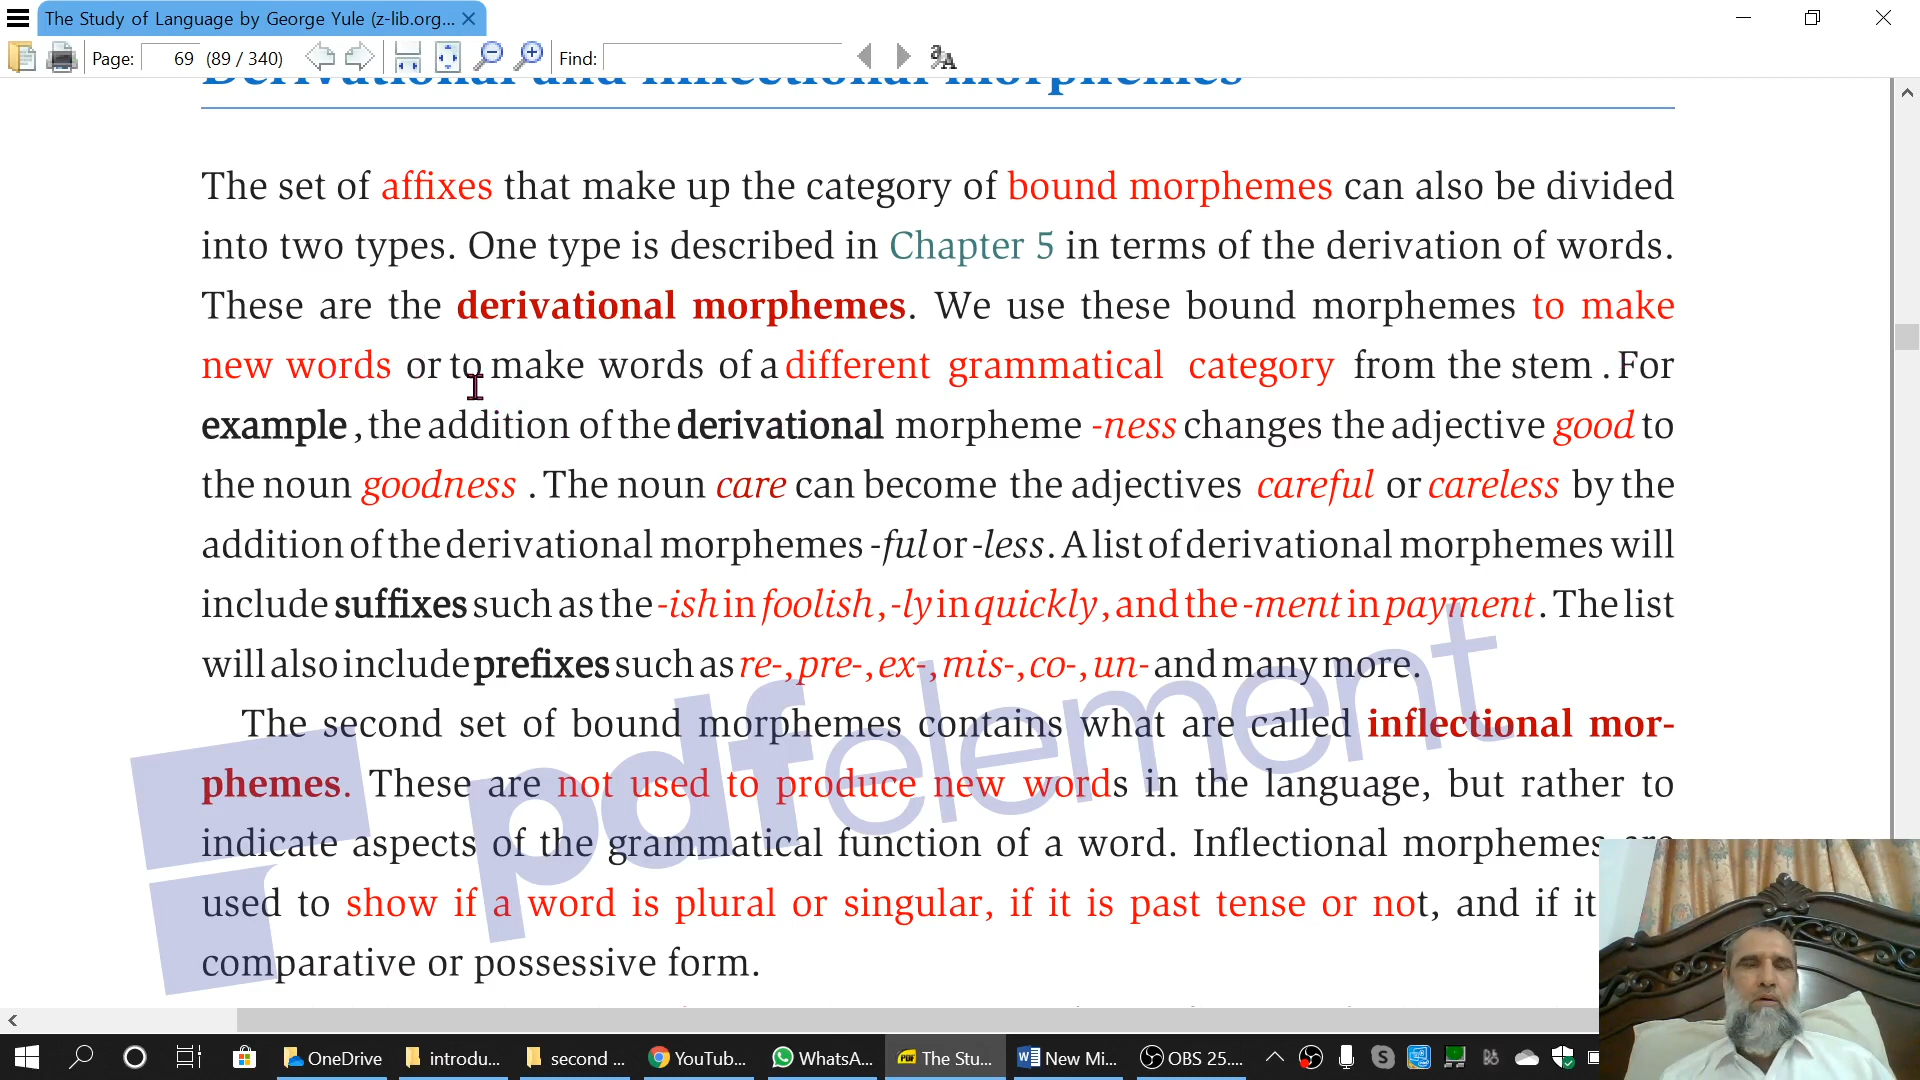 The Study of Language by George Yule (z-lib.org...
Page: 69 (89 / 340) Find:
Derivational and inflectional morphemes
The set of affixes that make up the category of bound morphemes can also be divided
into two types. One type is described in Chapter 5 in terms of the derivation of words.
These are the derivational morphemes. We use these bound morphemes to make
new words or to make words of a different grammatical category from the stem . For
example , the addition of the derivational morpheme -ness changes the adjective good to
the noun goodness . The noun care can become the adjectives careful or careless by the
addition of the derivational morphemes -ful or -less. A list of derivational morphemes will
include suffixes such as the -ish in foolish , -ly in quickly , and the -ment in payment . The list
will also include prefixes such as re- , pre- , ex- , mis- , co- , un- and many more.
The second set of bound morphemes contains what are called inflectional mor-
phemes. These are not used to produce new words in the language, but rather to
indicate aspects of the grammatical function of a word. Inflectional morphemes are
used to show if a word is plural or singular, if it is past tense or not, and if it
comparative or possessive form.
pdfelement
OneDrive introdu... second ... YouTub... WhatsA... The Stu... New Mi... OBS 25....